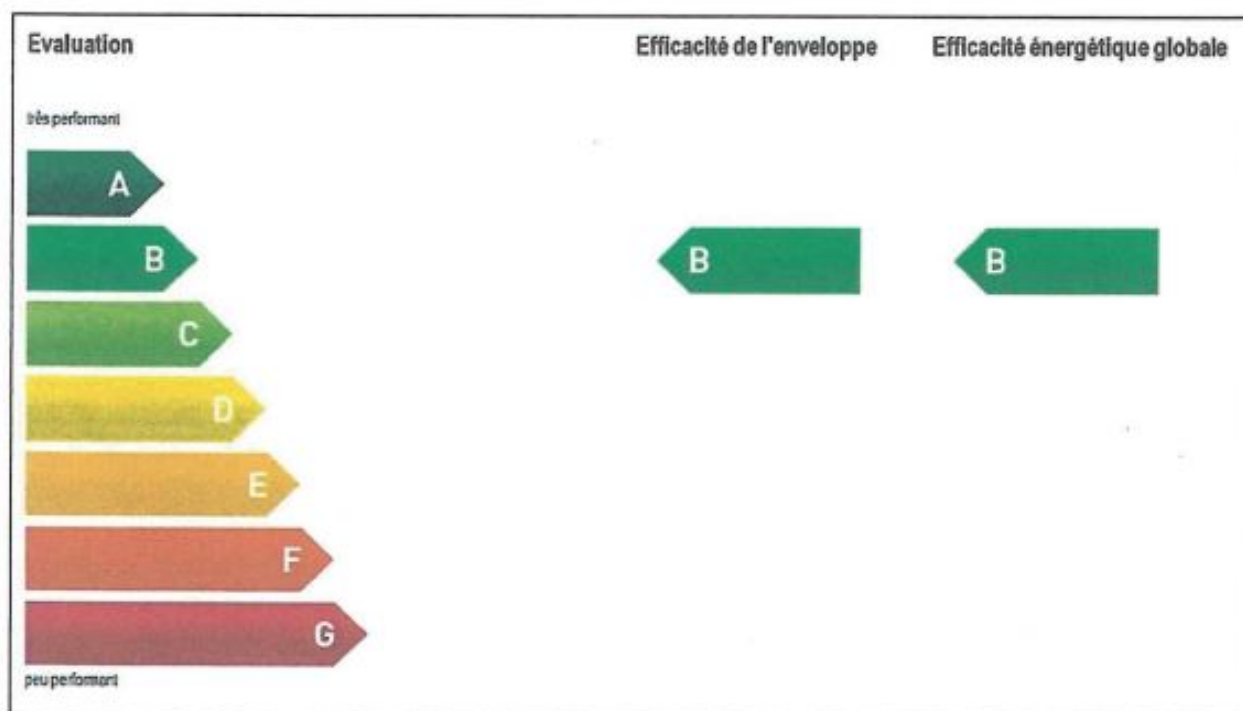 Evaluation
Efficacité de l'enveloppe
Efficacité énergétique globale
très performant
A
B
B
B
C
D
E
F
G
peu performant